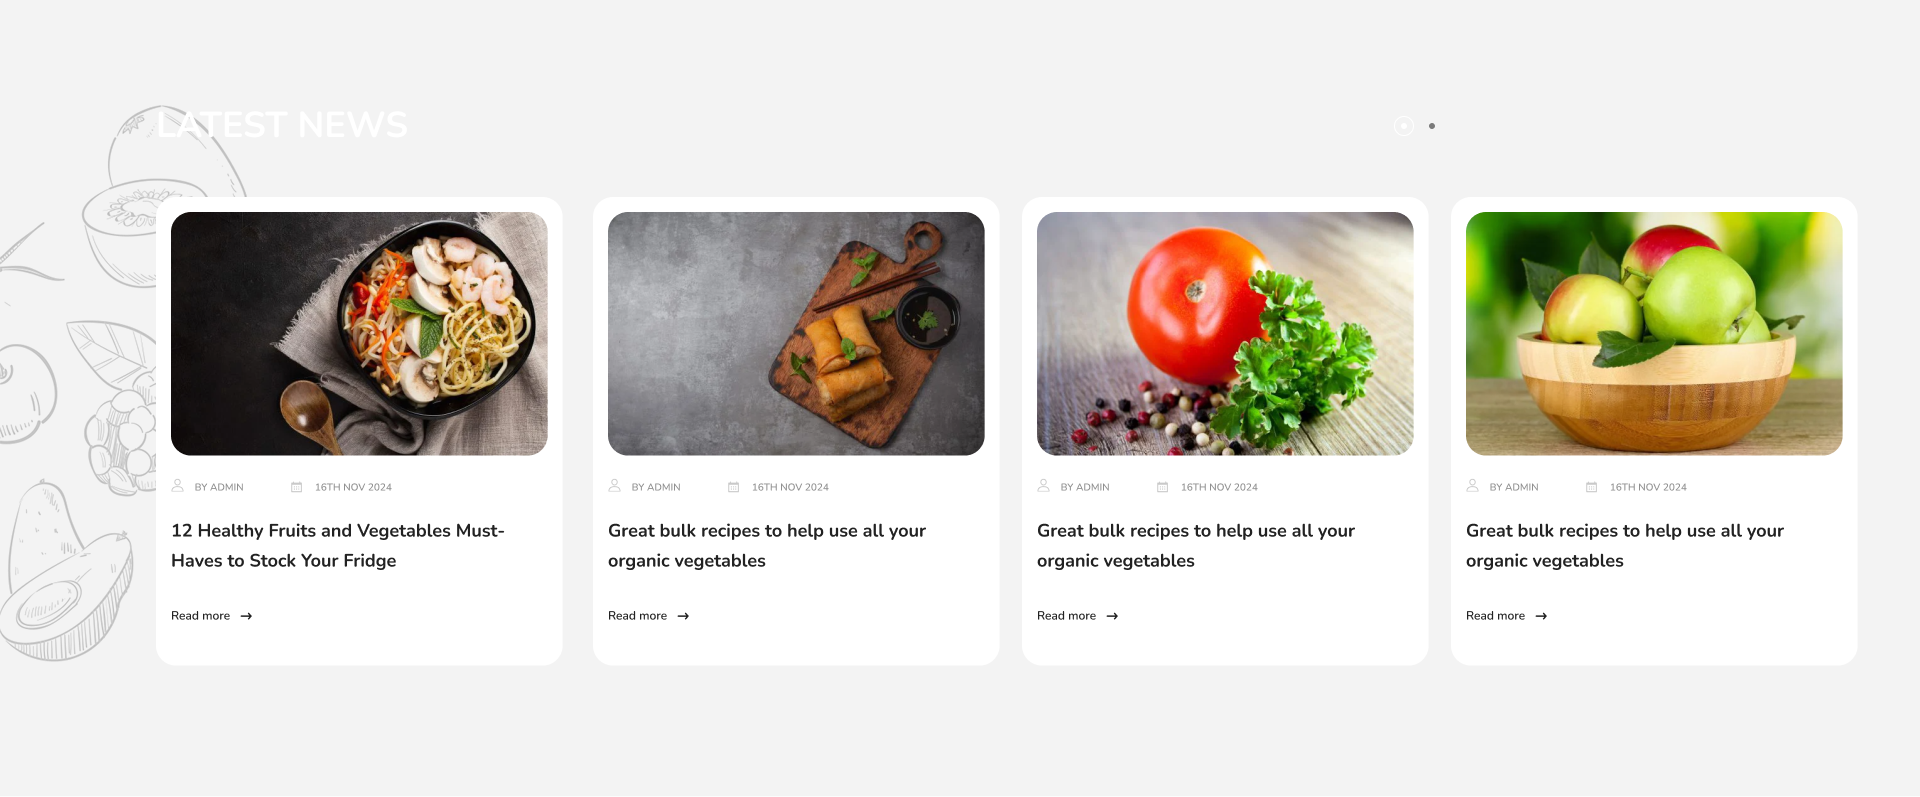 LATEST NEWS
BY ADMIN 16TH NOV 2024
12 Healthy Fruits and Vegetables Must-
Haves to Stock Your Fridge
Read more
BY ADMIN 16TH NOV 2024
Great bulk recipes to help use all your
organic vegetables
Read more
BY ADMIN 16TH NOV 2024
Great bulk recipes to help use all your
organic vegetables
Read more
BY ADMIN 16TH NOV 2024
Great bulk recipes to help use all your
organic vegetables
Read more